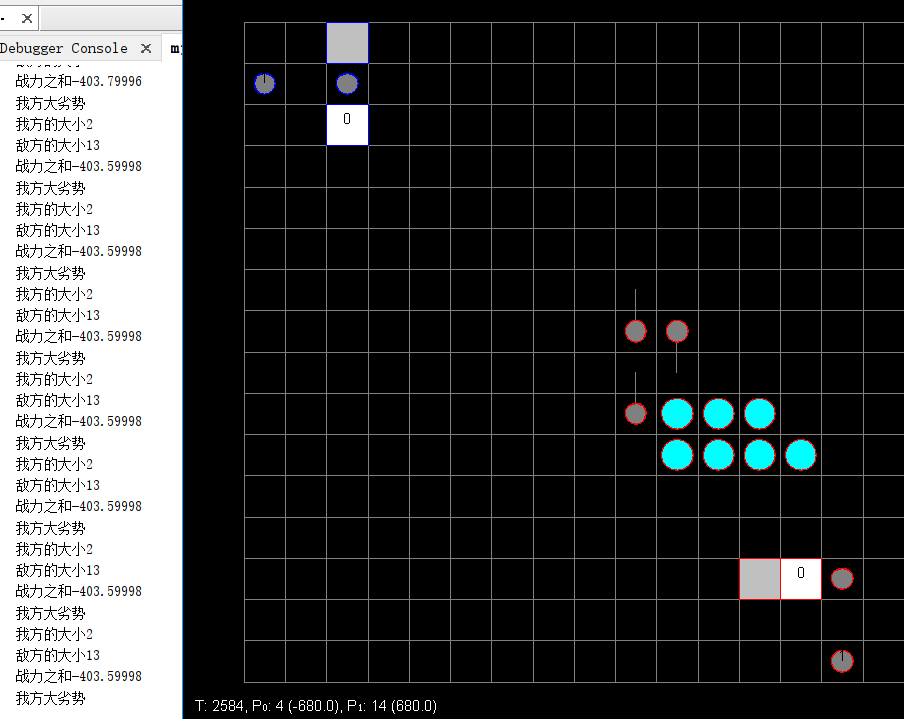 Debugger Console
战力之和-403.79996
我方大劣势
我方的大小2
敌方的大小13
战力之和-403.59998
我方大劣势
我方的大小2
敌方的大小13
战力之和-403.59998
我方大劣势
我方的大小2
敌方的大小13
战力之和-403.59998
我方大劣势
我方的大小2
敌方的大小13
战力之和-403.59998
我方大劣势
我方的大小2
敌方的大小13
战力之和-403.59998
我方大劣势
我方的大小2
敌方的大小13
战力之和-403.59998
我方大劣势
我方的大小2
敌方的大小13
战力之和-403.59998
我方大劣势
0
0
T: 2584, P₀: 4 (-680.0), P₁: 14 (680.0)